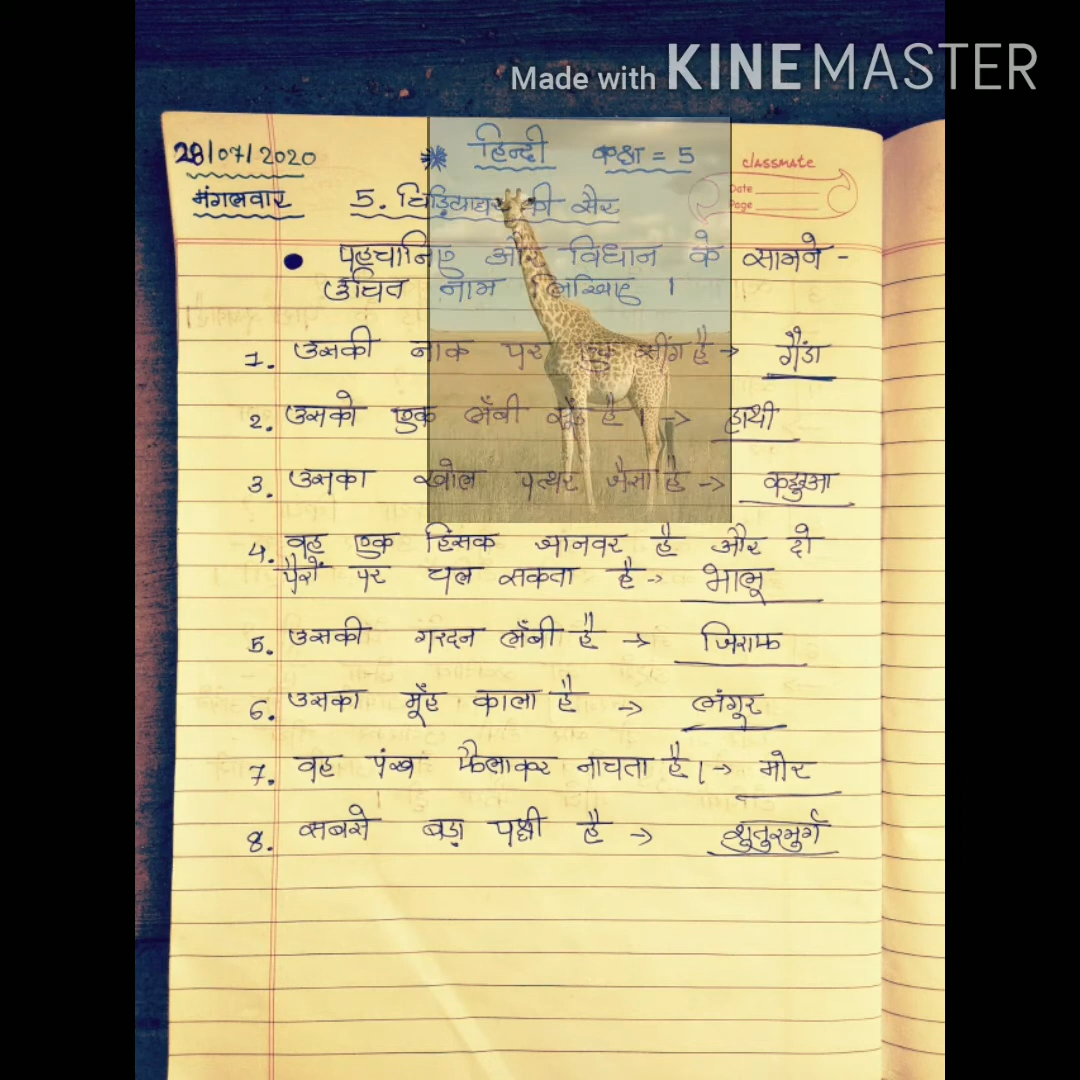 Made with KINEMASTER
28/07/2020 हिन्दी कक्षा = 5
classmate
Date
Page
मंगलवार 5. चिड़ियाघर की सैर
पहचानिए और विधान के सामने -
उचित नाम लिखिए ।
1. उसकी नाक पर एक सींग है → गैंडा
2. उसको एक लँबी सूँड है । → हाथी
3. उसका खोल पत्थर जैसा है → कछुआ
4. वह एक हिंसक जानवर है और दो
पैरों पर चल सकता है → भालू
5. उसकी गरदन लँबी है → जिराफ
6. उसका मूँह काला है → लंगूर
7. वह पंख फैलाकर नाचता है । → मोर
8. सबसे बड़ा पक्षी है → शुतुरमुर्ग